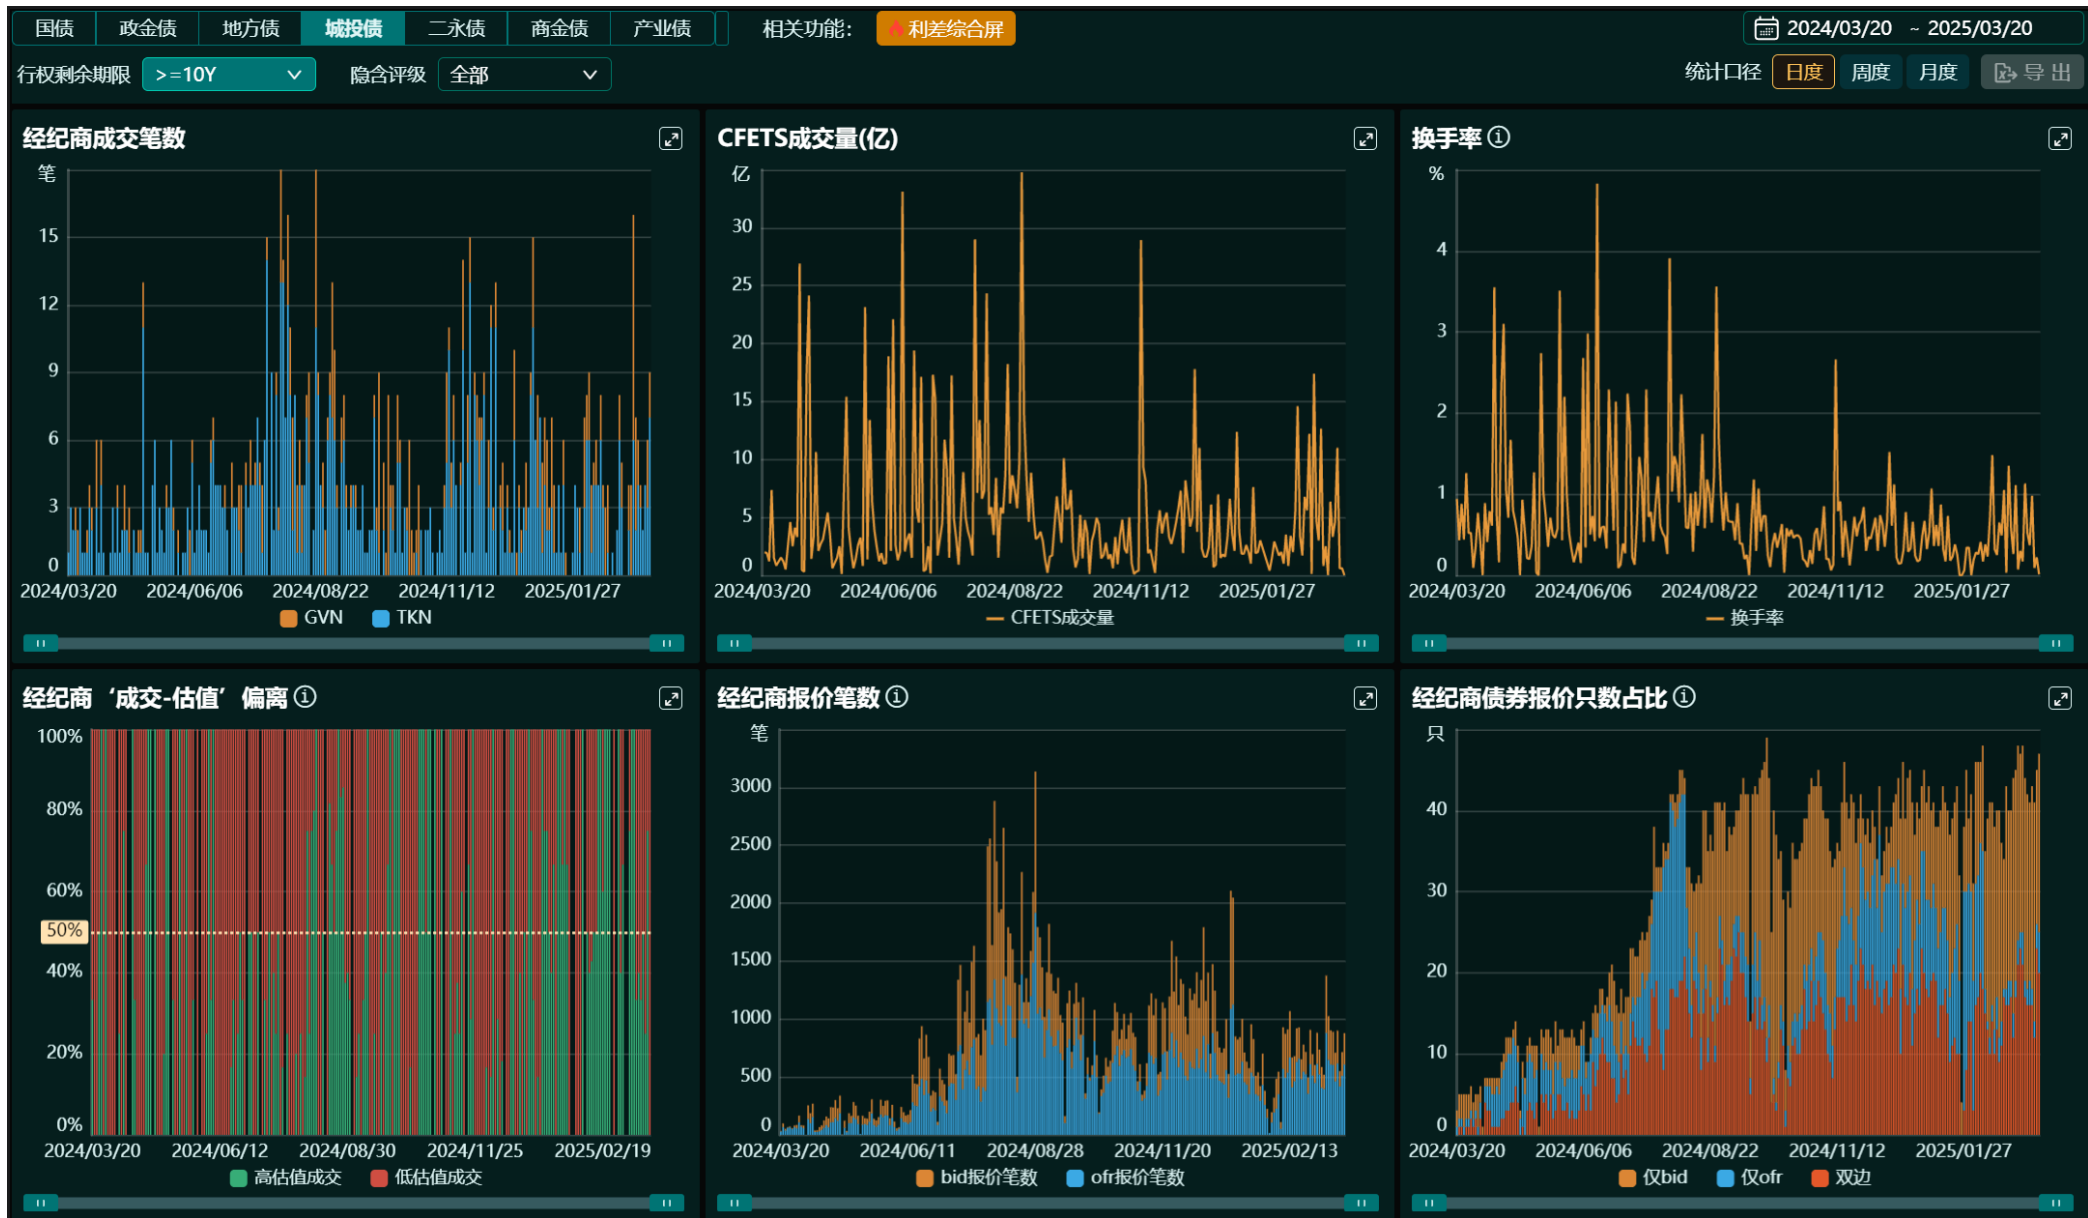 国债 政金债 地方债 城投债 二永债 商金债 产业债 相关功能： 利差综合屏 2024/03/20 ~ 2025/03/20
行权剩余期限 >=10Y 隐含评级 全部 统计口径 日度 周度 月度 导出
经纪商成交笔数
笔
15
12
9
6
3
0
2024/03/20 2024/06/06 2024/08/22 2024/11/12 2025/01/27
GVN TKN
CFETS成交量(亿)
亿
30
25
20
15
10
5
0
2024/03/20 2024/06/06 2024/08/22 2024/11/12 2025/01/27
CFETS成交量
换手率
%
4
3
2
1
0
2024/03/20 2024/06/06 2024/08/22 2024/11/12 2025/01/27
换手率
经纪商‘成交-估值’偏离
100%
80%
60%
50%
40%
20%
0%
2024/03/20 2024/06/12 2024/08/30 2024/11/25 2025/02/19
高估值成交 低估值成交
经纪商报价笔数
笔
3000
2500
2000
1500
1000
500
0
2024/03/20 2024/06/11 2024/08/28 2024/11/20 2025/02/13
bid报价笔数 ofr报价笔数
经纪商债券报价只数占比
只
40
30
20
10
0
2024/03/20 2024/06/06 2024/08/22 2024/11/12 2025/01/27
仅bid 仅ofr 双边